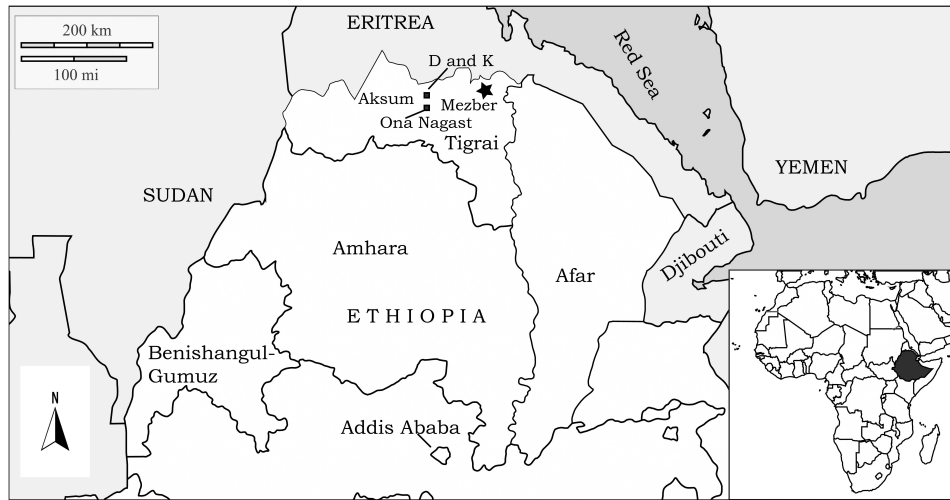 200 km
100 mi
ERITREA
Red Sea
D and K
Aksum
Mezber
Ona Nagast
Tigrai
YEMEN
SUDAN
Amhara
Afar
Djibouti
ETHIOPIA
Benishangul-
Gumuz
N
Addis Ababa